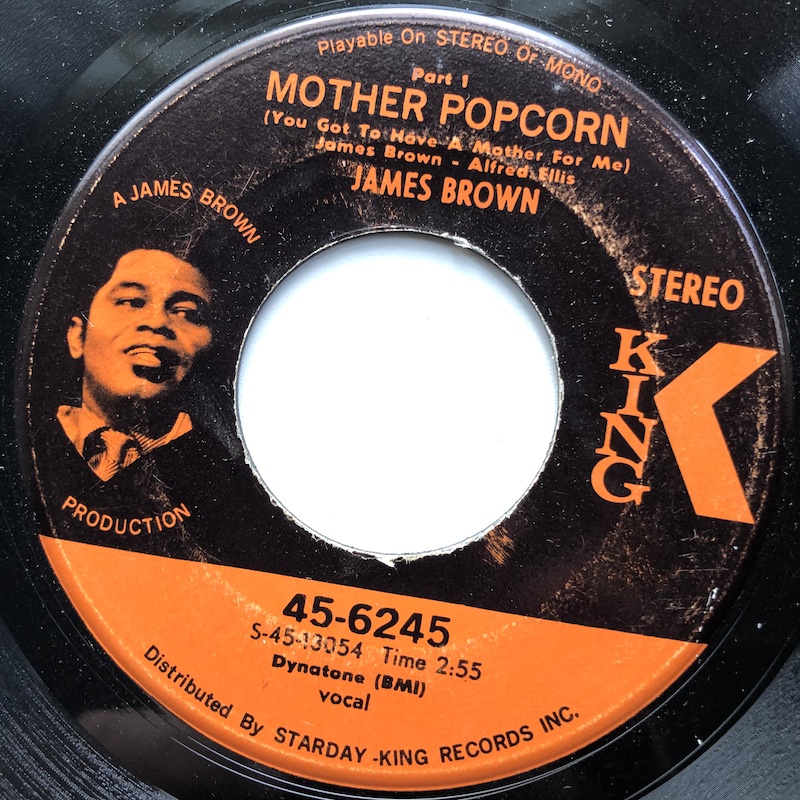 Playable On STEREO Or MONO
Part 1
MOTHER POPCORN
(You Got To Have A Mother For Me)
James Brown - Alfred Ellis
JAMES BROWN
A JAMES BROWN
PRODUCTION
STEREO
KING
45-6245
S-45-13054 Time 2:55
Dynatone (BMI)
vocal
Distributed By STARDAY-KING RECORDS INC.